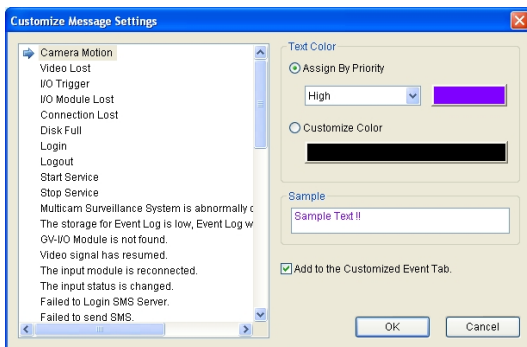 Customize Message Settings
Camera Motion
Video Lost
I/O Trigger
I/O Module Lost
Connection Lost
Disk Full
Login
Logout
Start Service
Stop Service
Multicam Surveillance System is abnormally
The storage for Event Log is low, Event Log w
GV-I/O Module is not found.
Video signal has resumed.
The input module is reconnected.
The input status is changed.
Failed to Login SMS Server.
Failed to send SMS.
Text Color
Assign By Priority
High
Customize Color
Sample
Sample Text !!
Add to the Customized Event Tab.
OK Cancel